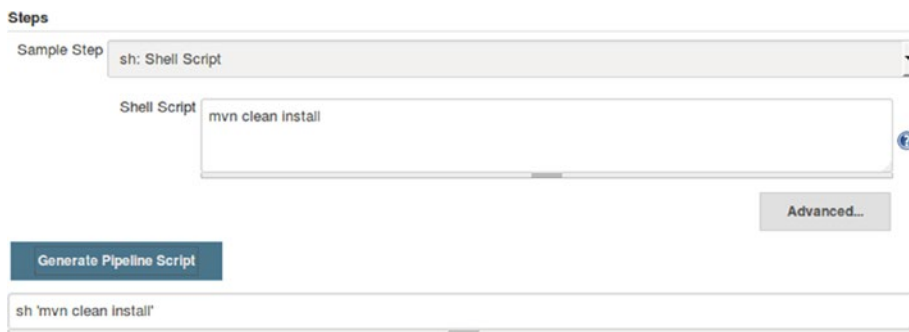 Steps
Sample Step
sh: Shell Script
Shell Script
mvn clean install
Advanced...
Generate Pipeline Script
sh 'mvn clean install'